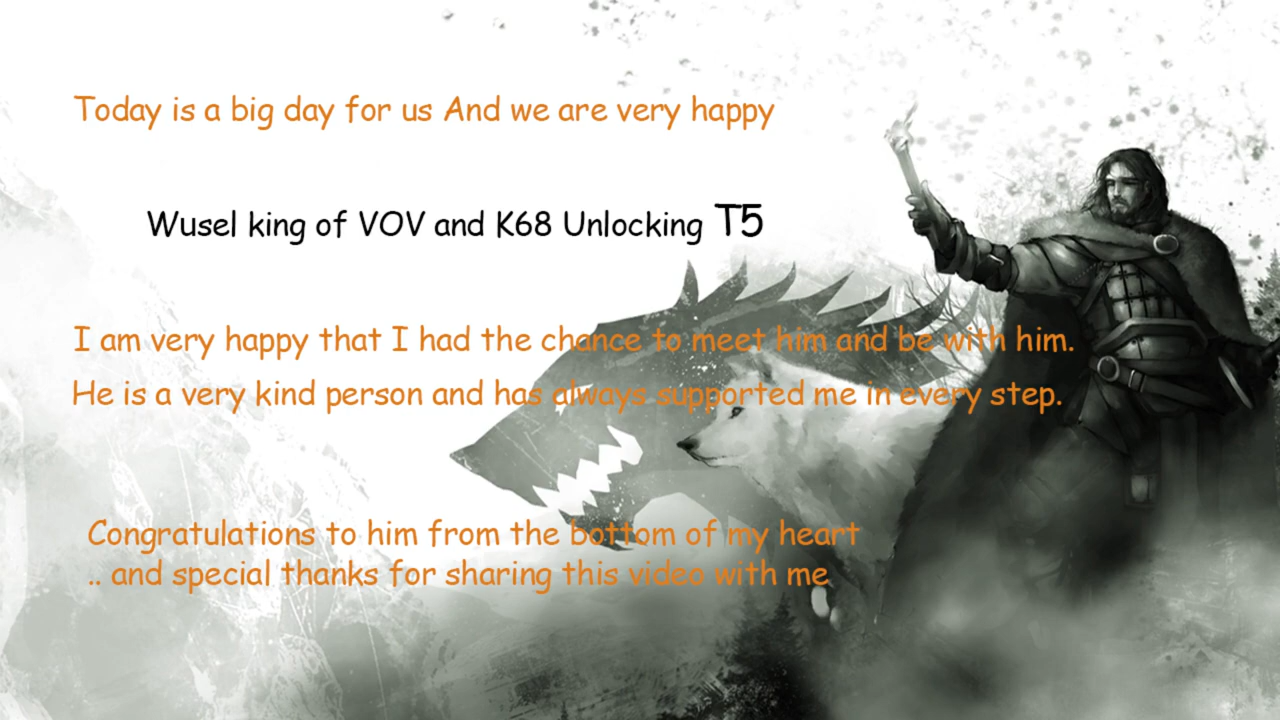 Today is a big day for us And we are very happy
Wusel king of VOV and K68 Unlocking T5
I am very happy that I had the chance to meet him and be with him.
He is a very kind person and has always supported me in every step.
Congratulations to him from the bottom of my heart
.. and special thanks for sharing this video with me